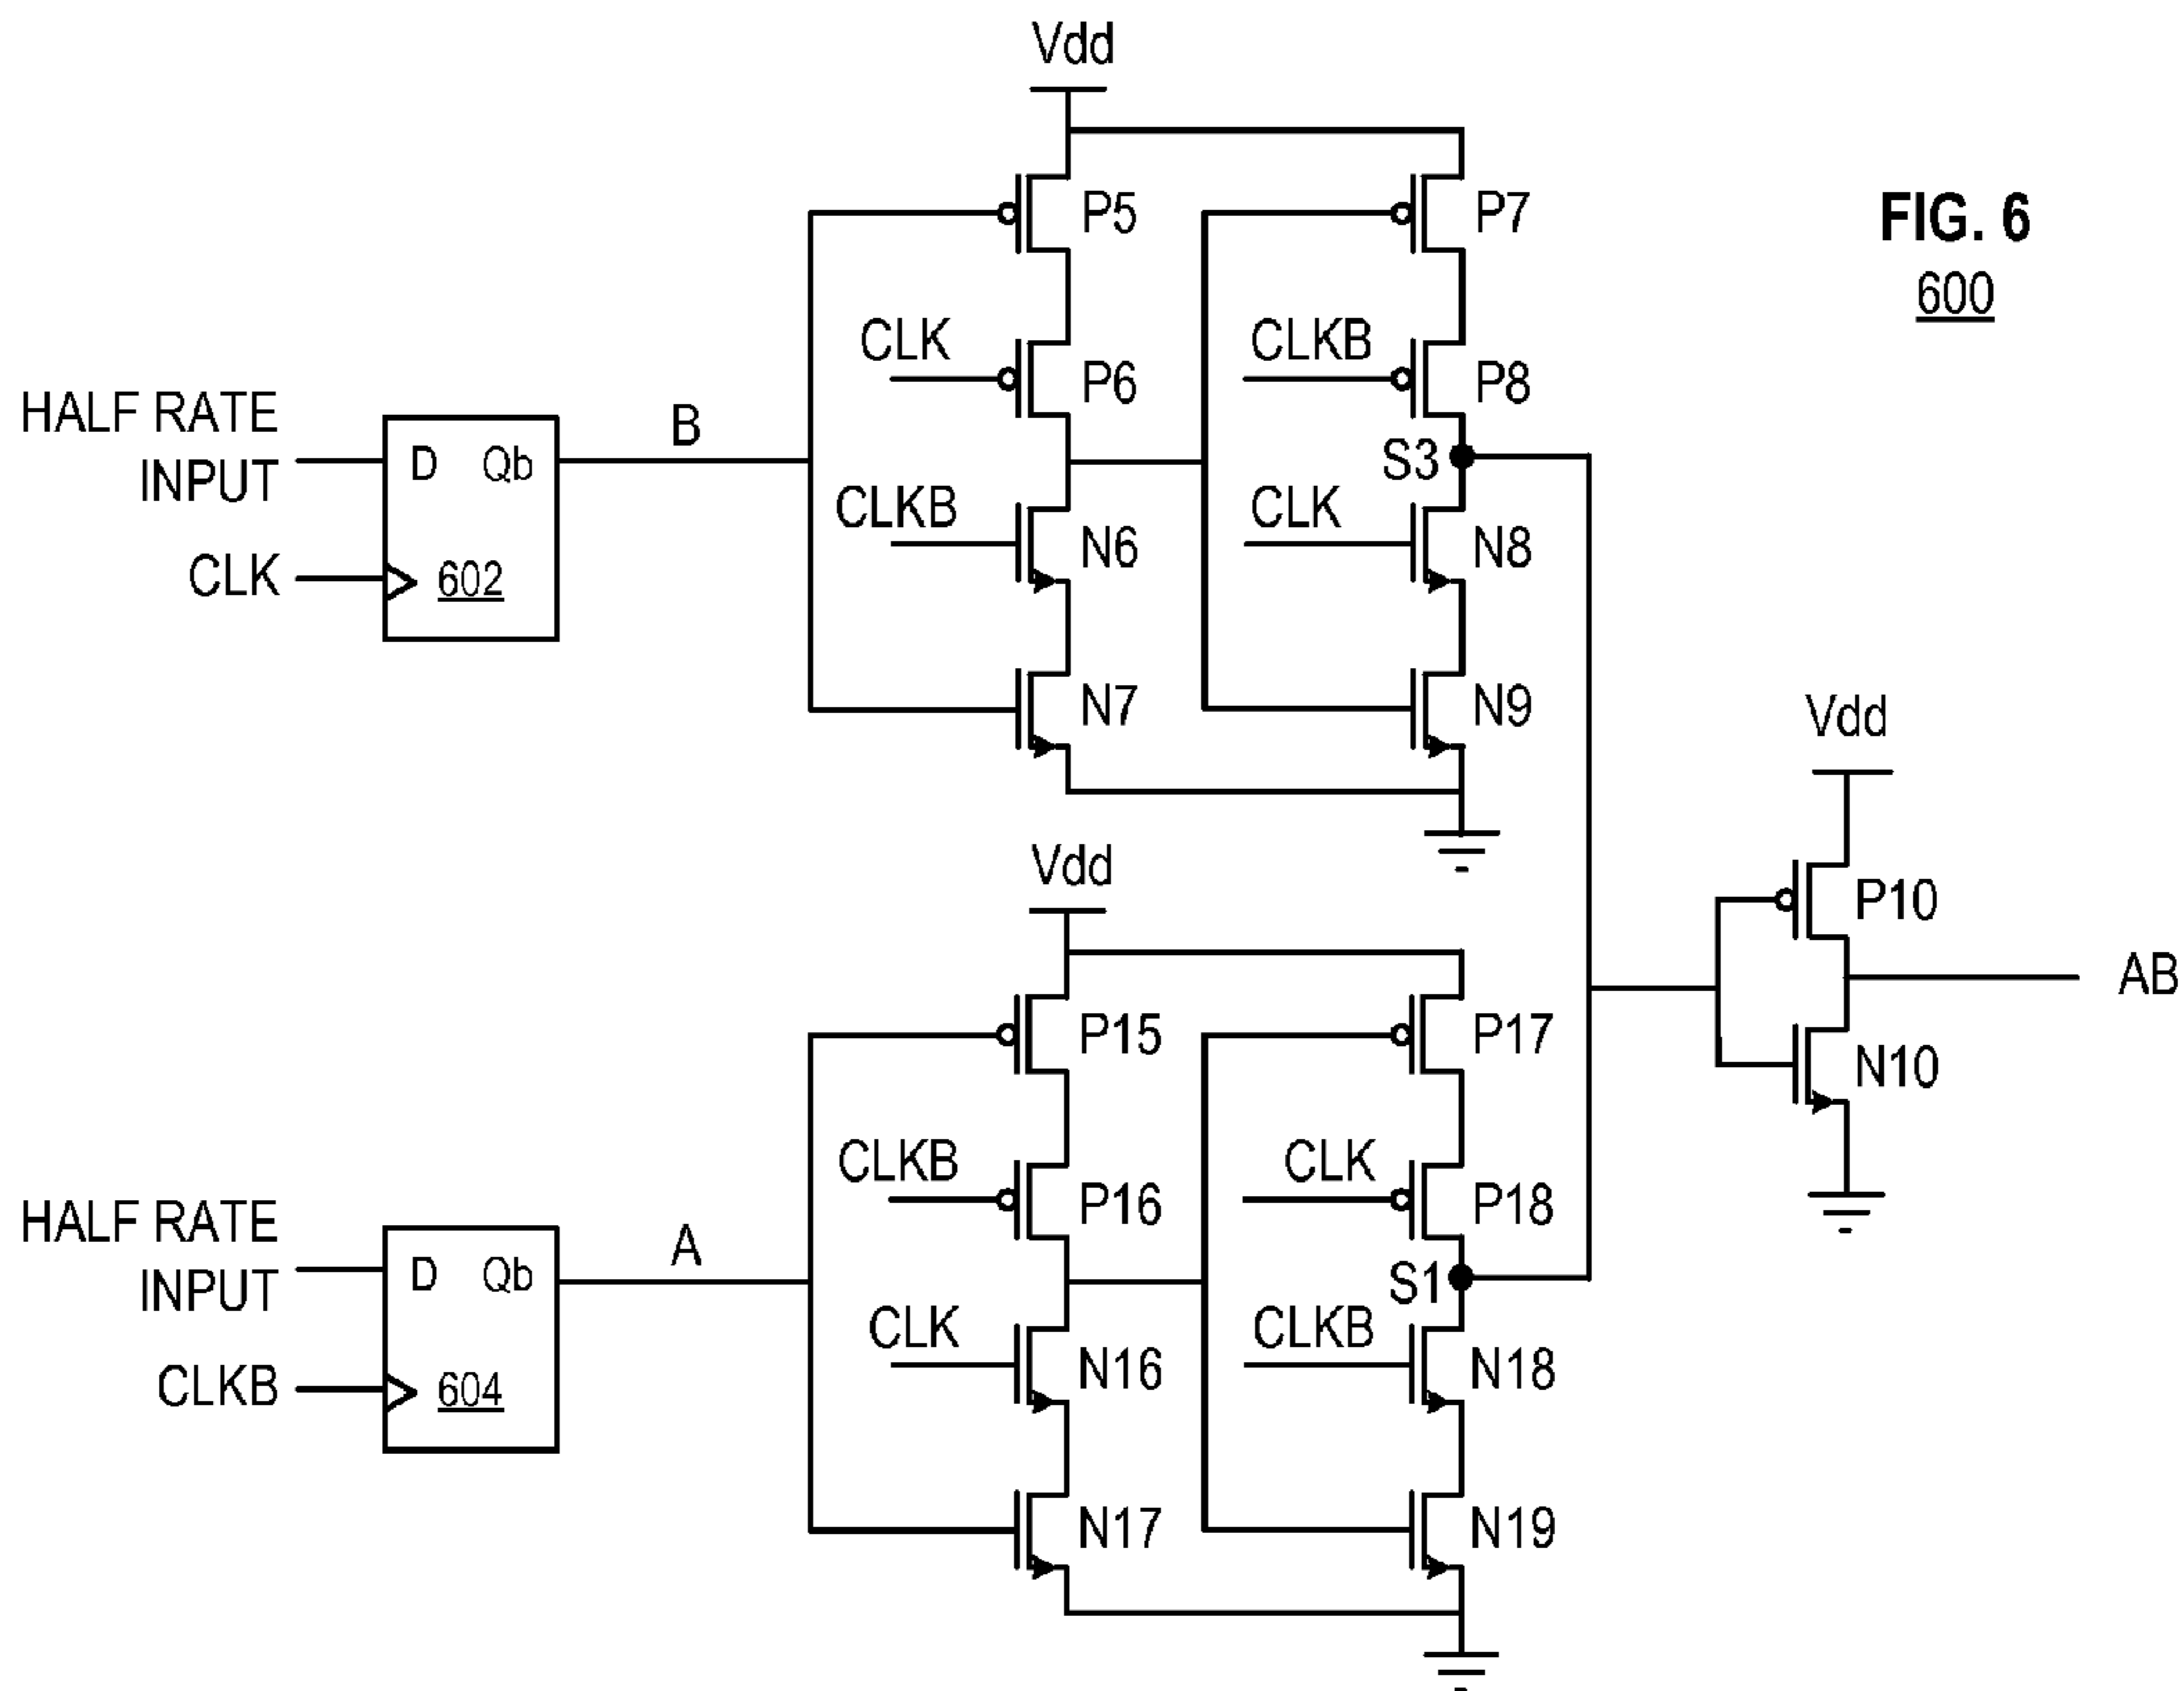 Vdd
P5
P7
FIG. 6
600
CLK
P6
CLKB
P8
HALF RATE
INPUT
D
Qb
B
S3
CLKB
N6
CLK
N8
CLK
602
N7
N9
Vdd
Vdd
P10
AB
N10
P15
P17
CLKB
P16
CLK
P18
HALF RATE
INPUT
D
Qb
A
S1
CLK
N16
CLKB
N18
CLKB
604
N17
N19